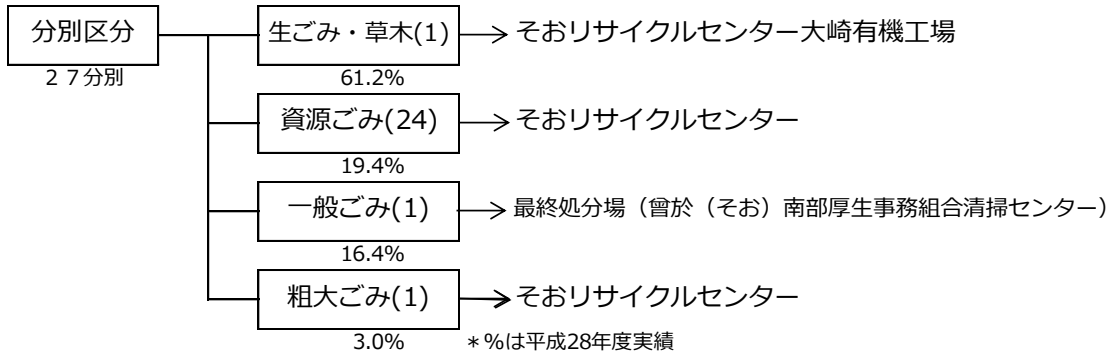 分別区分
２７分別
生ごみ・草木(1)
そおリサイクルセンター大崎有機工場
61.2%
資源ごみ(24)
そおリサイクルセンター
19.4%
一般ごみ(1)
最終処分場（曾於（そお）南部厚生事務組合清掃センター）
16.4%
粗大ごみ(1)
そおリサイクルセンター
3.0%
＊%は平成28年度実績